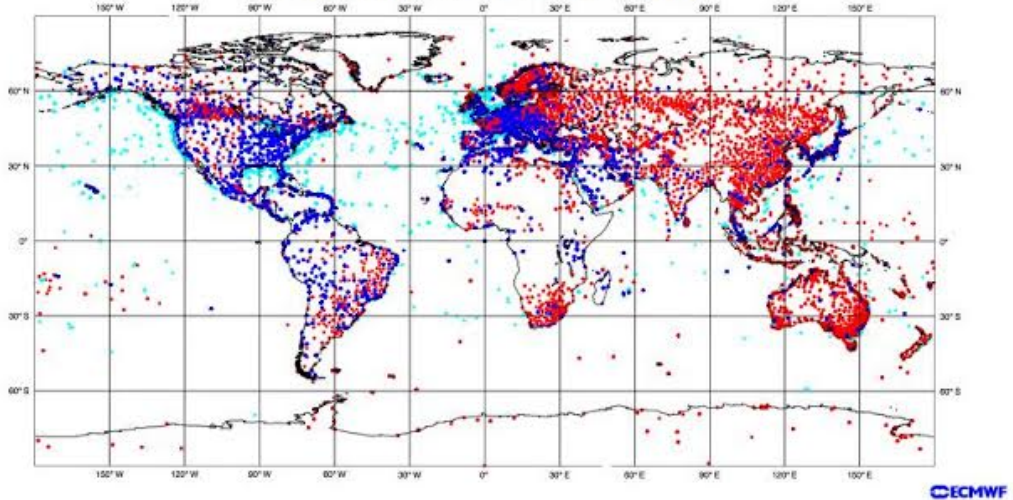 150° W 120° W 90° W 60° W 30° W 0° 30° E 60° E 90° E 120° E 150° E
60° N 60° N
30° N 30° N
0° 0°
30° S 30° S
60° S 60° S
150° W 120° W 90° W 60° W 30° W 0° 30° E 60° E 90° E 120° E 150° E
ECMWF